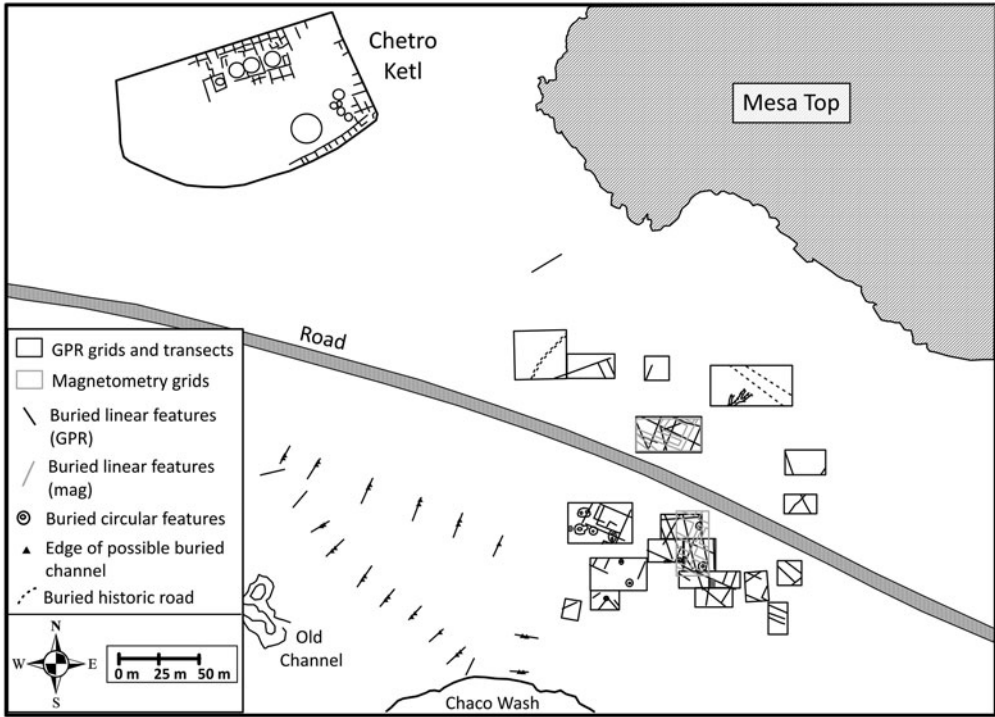 Chetro
Ketl
Mesa Top
Road
GPR grids and transects
Magnetometry grids
Buried linear features
(GPR)
Buried linear features
(mag)
Buried circular features
Edge of possible buried
channel
Buried historic road
N
W E
S
0 m 25 m 50 m
Old
Channel
Chaco Wash